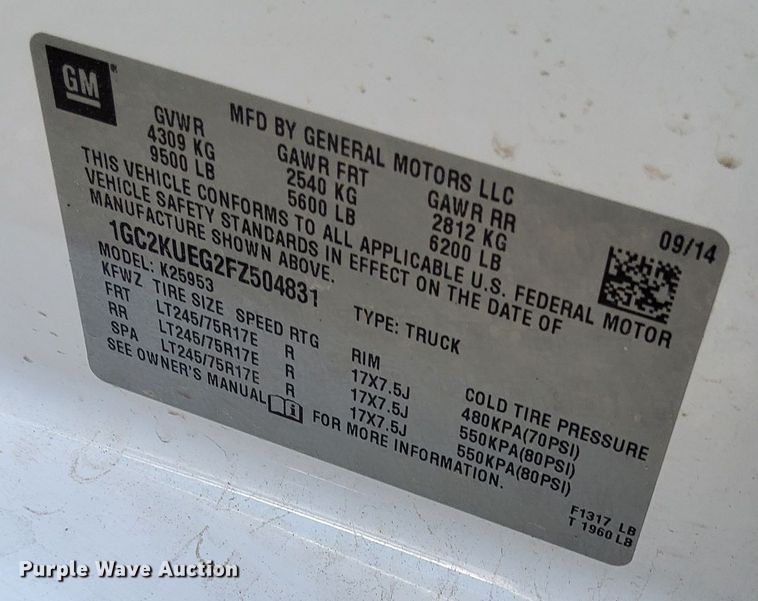 GM
MFD BY GENERAL MOTORS LLC 09/14
GVWR GAWR FRT GAWR RR
4309 KG 2540 KG 2812 KG
9500 LB 5600 LB 6200 LB
THIS VEHICLE CONFORMS TO ALL APPLICABLE U.S. FEDERAL MOTOR
VEHICLE SAFETY STANDARDS IN EFFECT ON THE DATE OF
MANUFACTURE SHOWN ABOVE.
1GC2KUEG2FZ504831 TYPE: TRUCK
MODEL: K25953
KFWZ TIRE SIZE SPEED RTG RIM COLD TIRE PRESSURE
FRT LT245/75R17E R 17X7.5J 480KPA(70PSI)
RR LT245/75R17E R 17X7.5J 550KPA(80PSI)
SPA LT245/75R17E R 17X7.5J 550KPA(80PSI)
SEE OWNER'S MANUAL FOR MORE INFORMATION.
F1317 LB
T 1960 LB
Purple Wave Auction